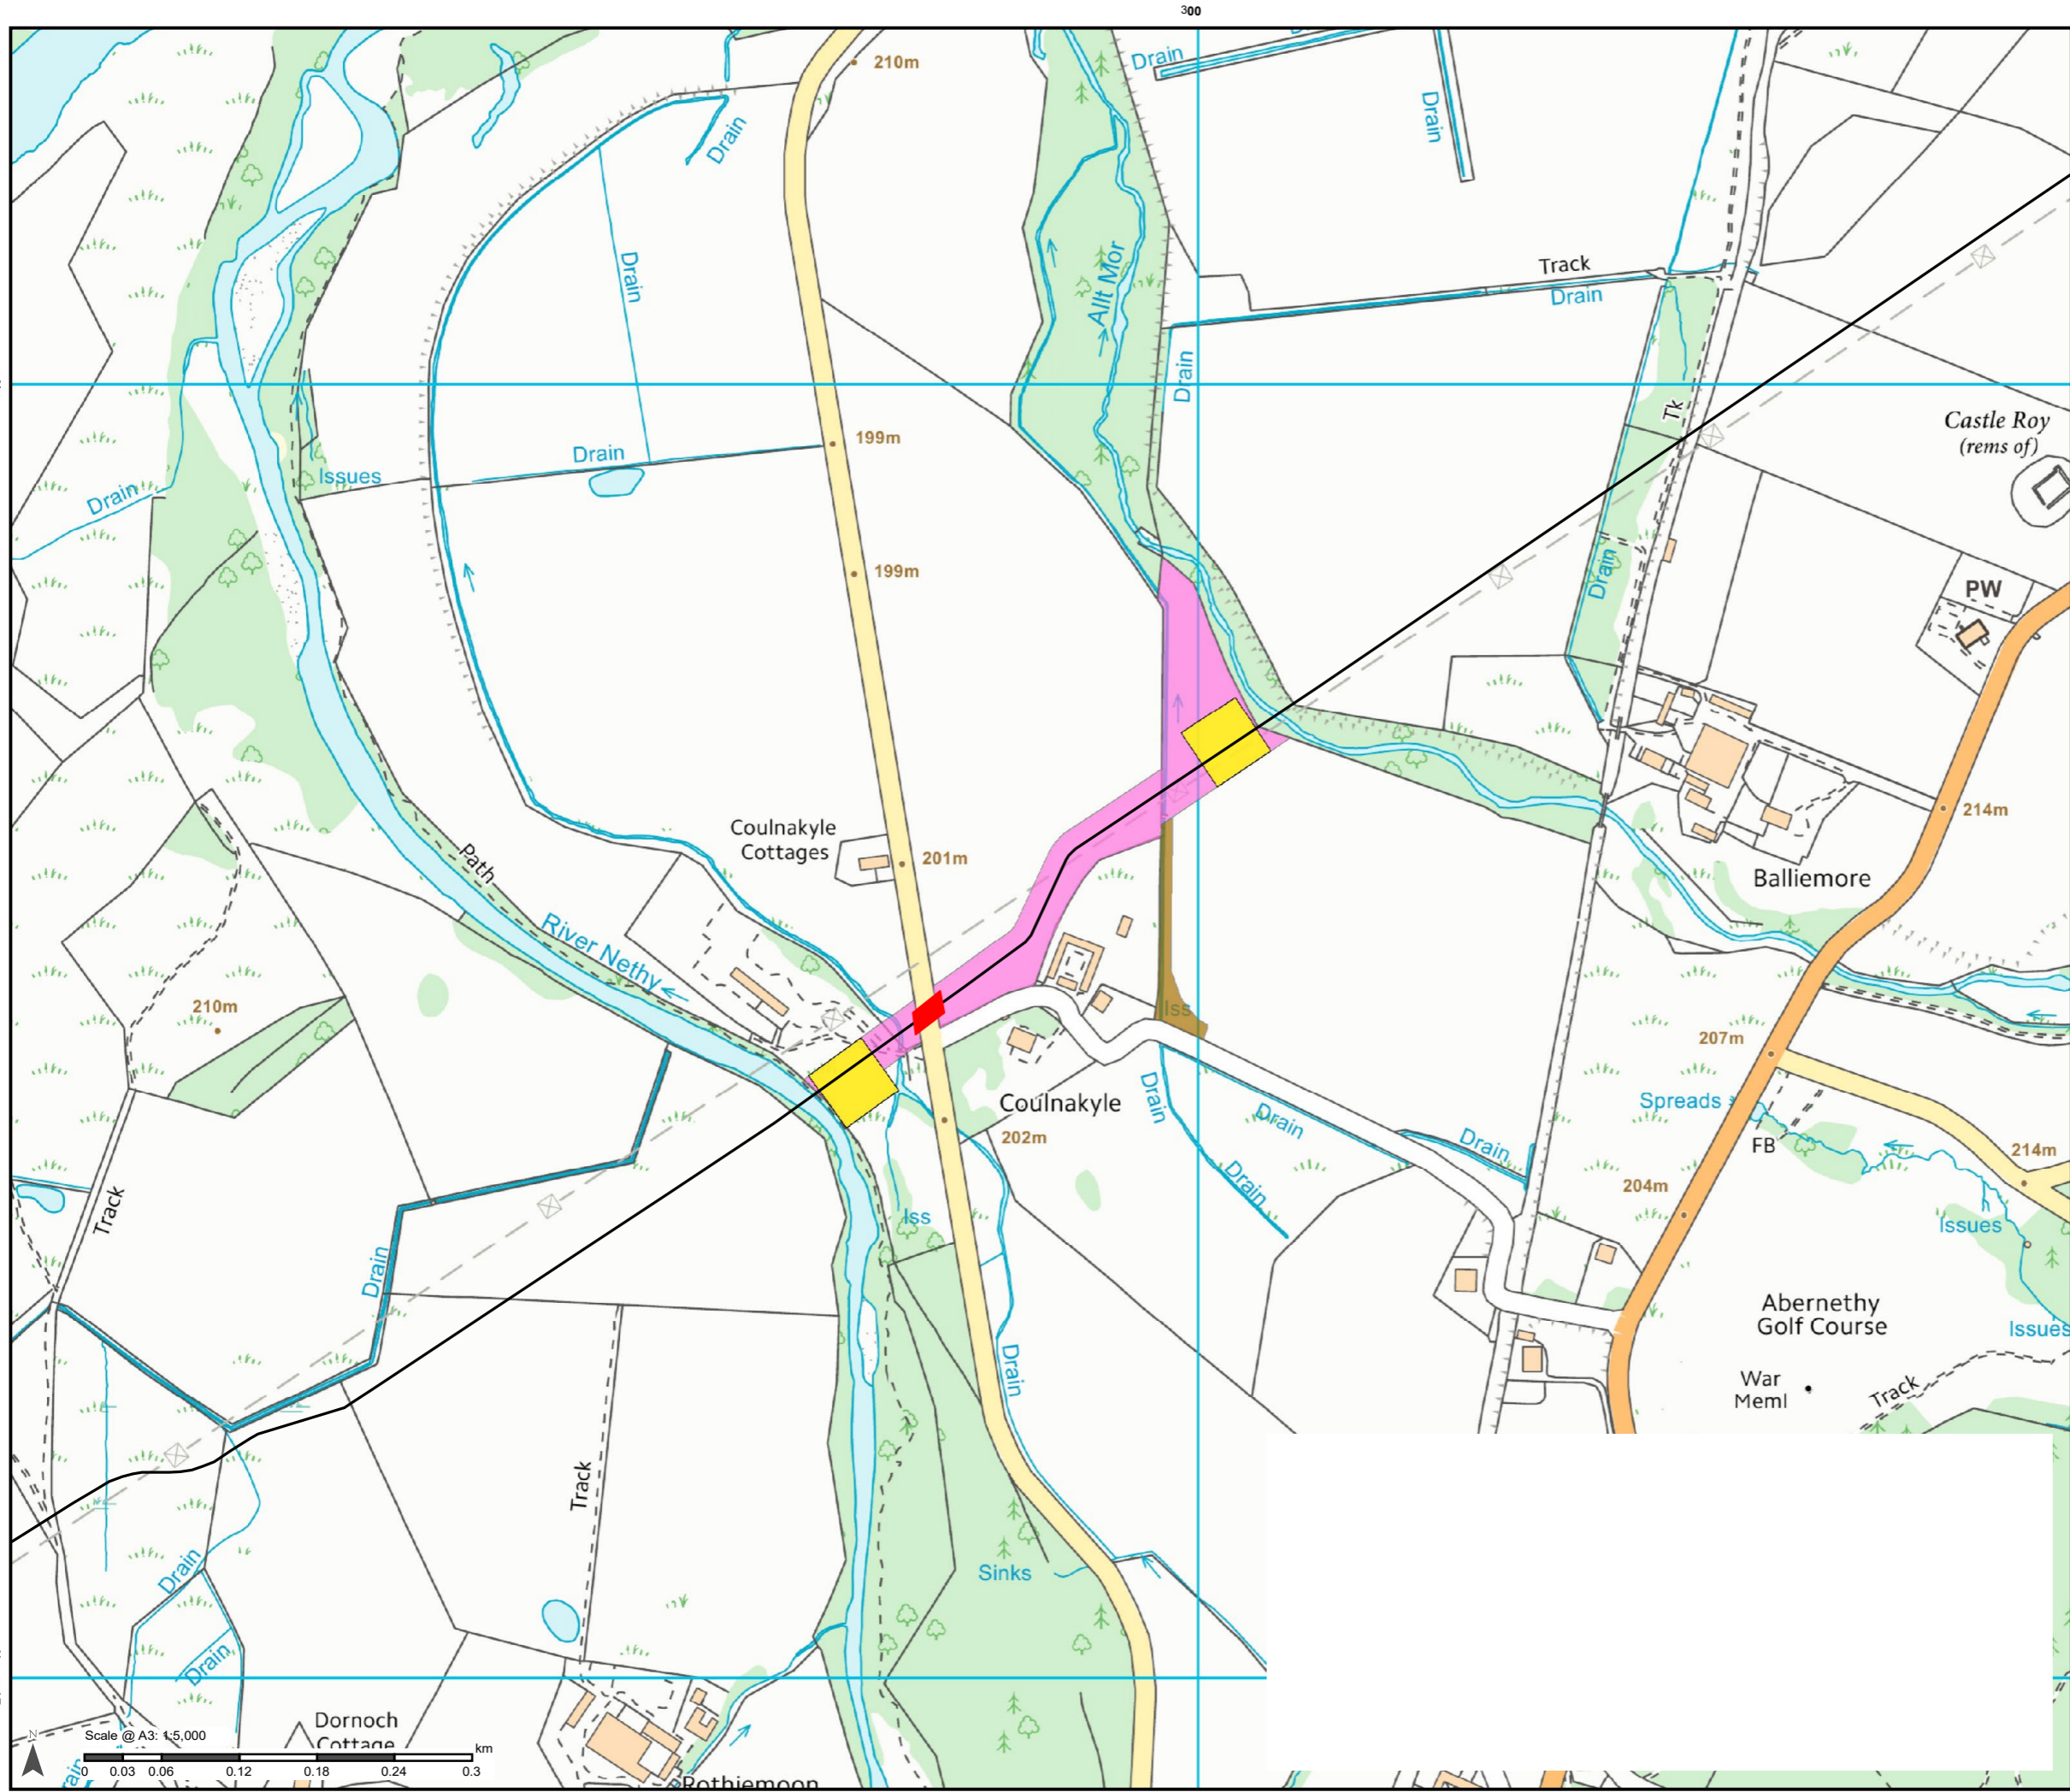 300
210m
Drain
Drain
Drain
Drain
Drain
Allt Mor
Track
Drain
Drain
Tk
Castle Roy
(rems of)
199m
Drain
Issues
Drain
199m
Drain
PW
Coulnakyle
Cottages
201m
214m
Path
Balliemore
River Nethy
210m
Iss
207m
Spreads
Coulnakyle
Drain
Drain
202m
Drain
Drain
FB
214m
204m
Track
Iss
Issues
Drain
Abernethy
Golf Course
Issues
Drain
War
Meml
Track
Track
Sinks
Drain
Drain
Dornoch
Cottage
N
Scale @ A3: 1:5,000
km
0 0.03 0.06 0.12 0.18 0.24 0.3
Rothiemoon